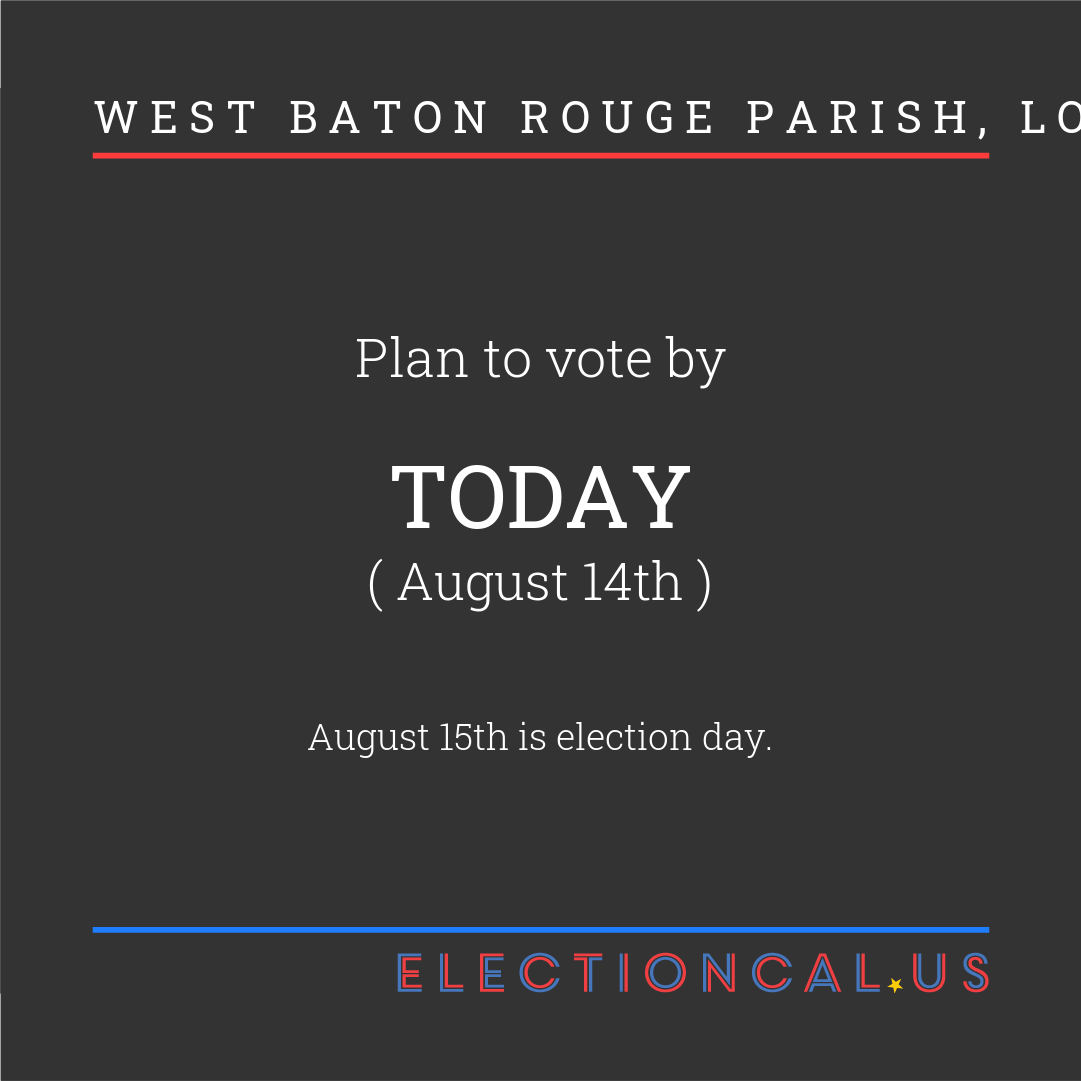 WEST BATON ROUGE PARISH, LO
Plan to vote by
TODAY
( August 14th )
August 15th is election day.
ELECTIONCAL.US